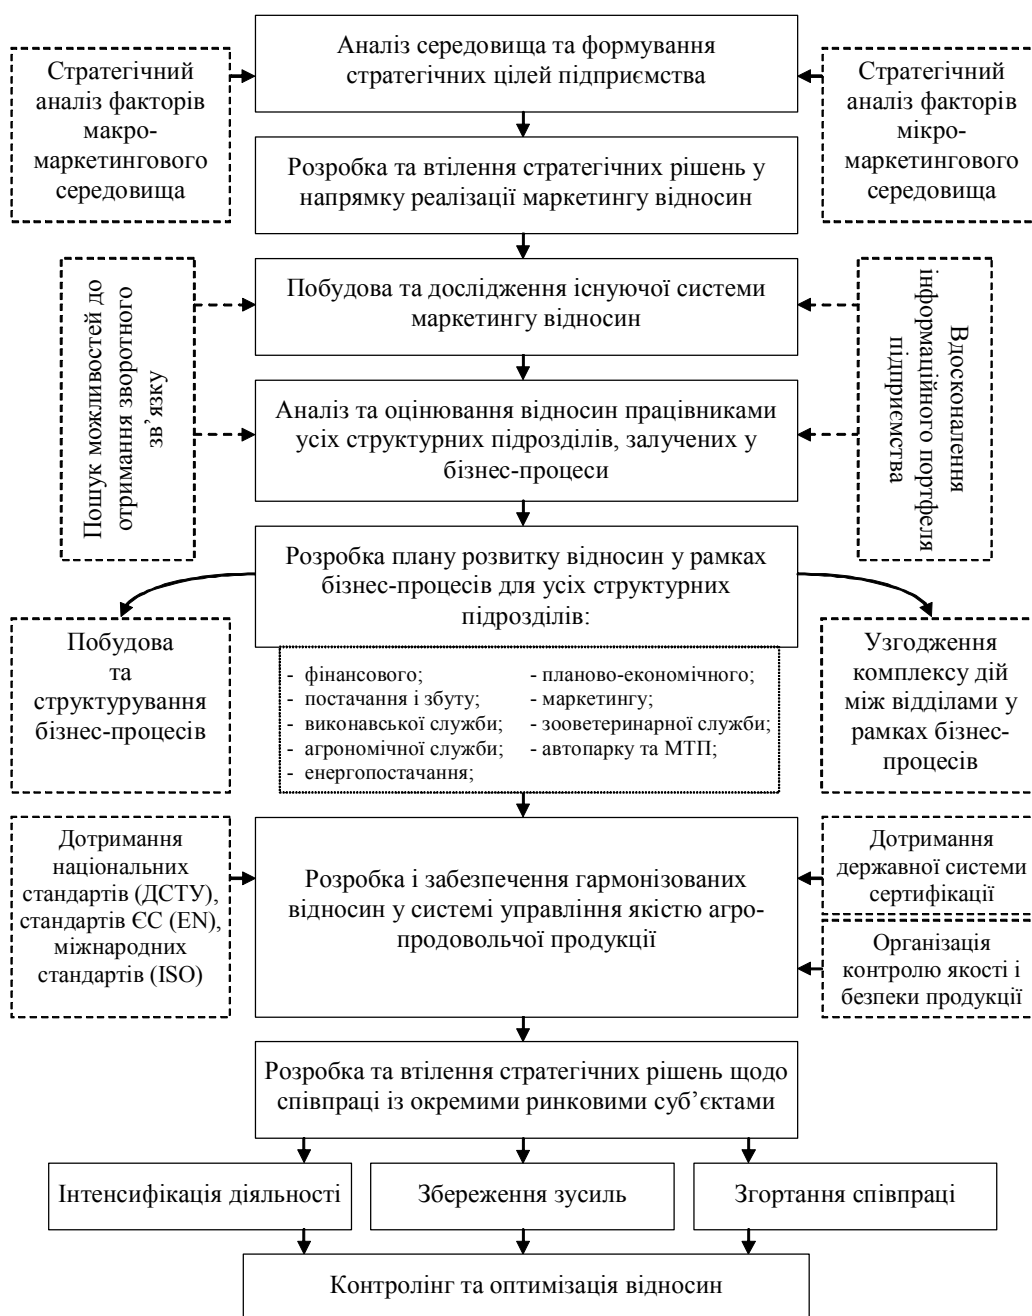 Аналіз середовища та формування
стратегічних цілей підприємства
Стратегічний
аналіз факторів
макро-
маркетингового
середовища
Стратегічний
аналіз факторів
мікро-
маркетингового
середовища
Розробка та втілення стратегічних рішень у
напрямку реалізації маркетингу відносин
Пошук можливостей до
отримання зворотного
зв’язку
Побудова та дослідження існуючої системи
маркетингу відносин
Вдосконалення
інформаційного портфеля
підприємства
Аналіз та оцінювання відносин працівниками
усіх структурних підрозділів, залучених у
бізнес-процеси
Розробка плану розвитку відносин у рамках
бізнес-процесів для усіх структурних
підрозділів:
Побудова
та
структурування
бізнес-процесів
- фінансового;
- постачання і збуту;
- виконавської служби;
- агрономічної служби;
- енергопостачання;
- планово-економічного;
- маркетингу;
- зооветеринарної служби;
- автопарку та МТП;
Узгодження
комплексу дій
між відділами у
рамках бізнес-
процесів
Дотримання
національних
стандартів (ДСТУ),
стандартів ЄС (EN),
міжнародних
стандартів (ISO)
Розробка і забезпечення гармонізованих
відносин у системі управління якістю агро-
продовольчої продукції
Дотримання
державної системи
сертифікації
Організація
контролю якості і
безпеки продукції
Розробка та втілення стратегічних рішень щодо
співпраці із окремими ринковими суб’єктами
Інтенсифікація діяльності
Збереження зусиль
Згортання співпраці
Контролінг та оптимізація відносин